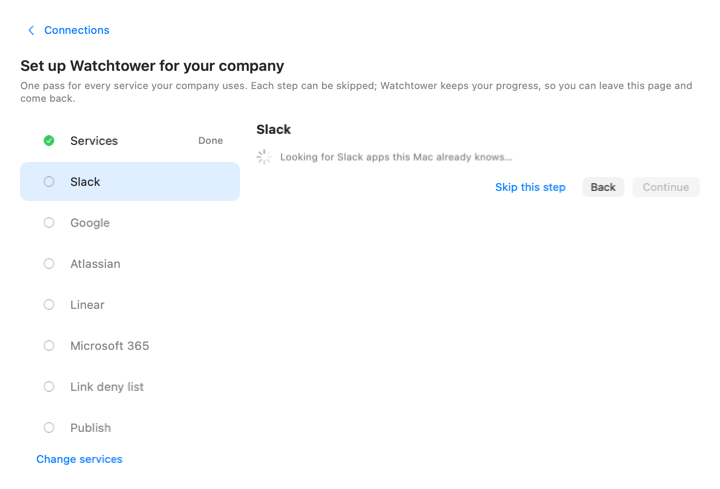 Connections
Set up Watchtower for your company
One pass for every service your company uses. Each step can be skipped; Watchtower keeps your progress, so you can leave this page and
come back.
Services
Done
Slack
Google
Atlassian
Linear
Microsoft 365
Link deny list
Publish
Change services
Slack
Looking for Slack apps this Mac already knows...
Skip this step
Back
Continue